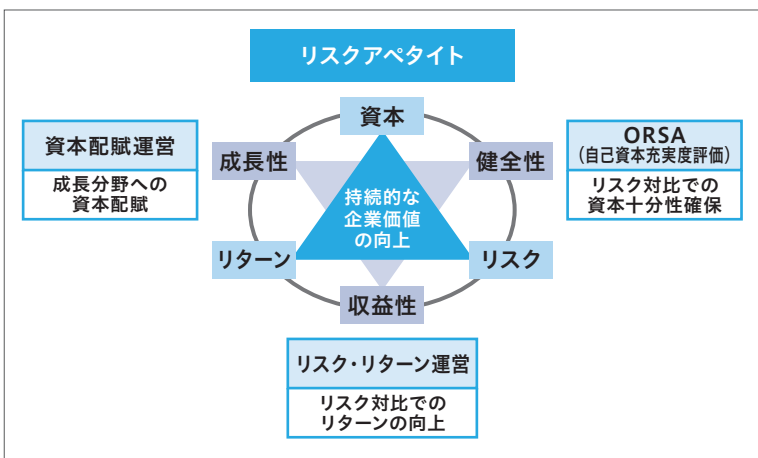 リスクアペタイト
資本
資本配賦運営
成長分野への
資本配賦
成長性
健全性
ORSA
（自己資本充実度評価）
リスク対比での
資本十分性確保
持続的な
企業価値
の向上
リターン
リスク
収益性
リスク・リターン運営
リスク対比での
リターンの向上